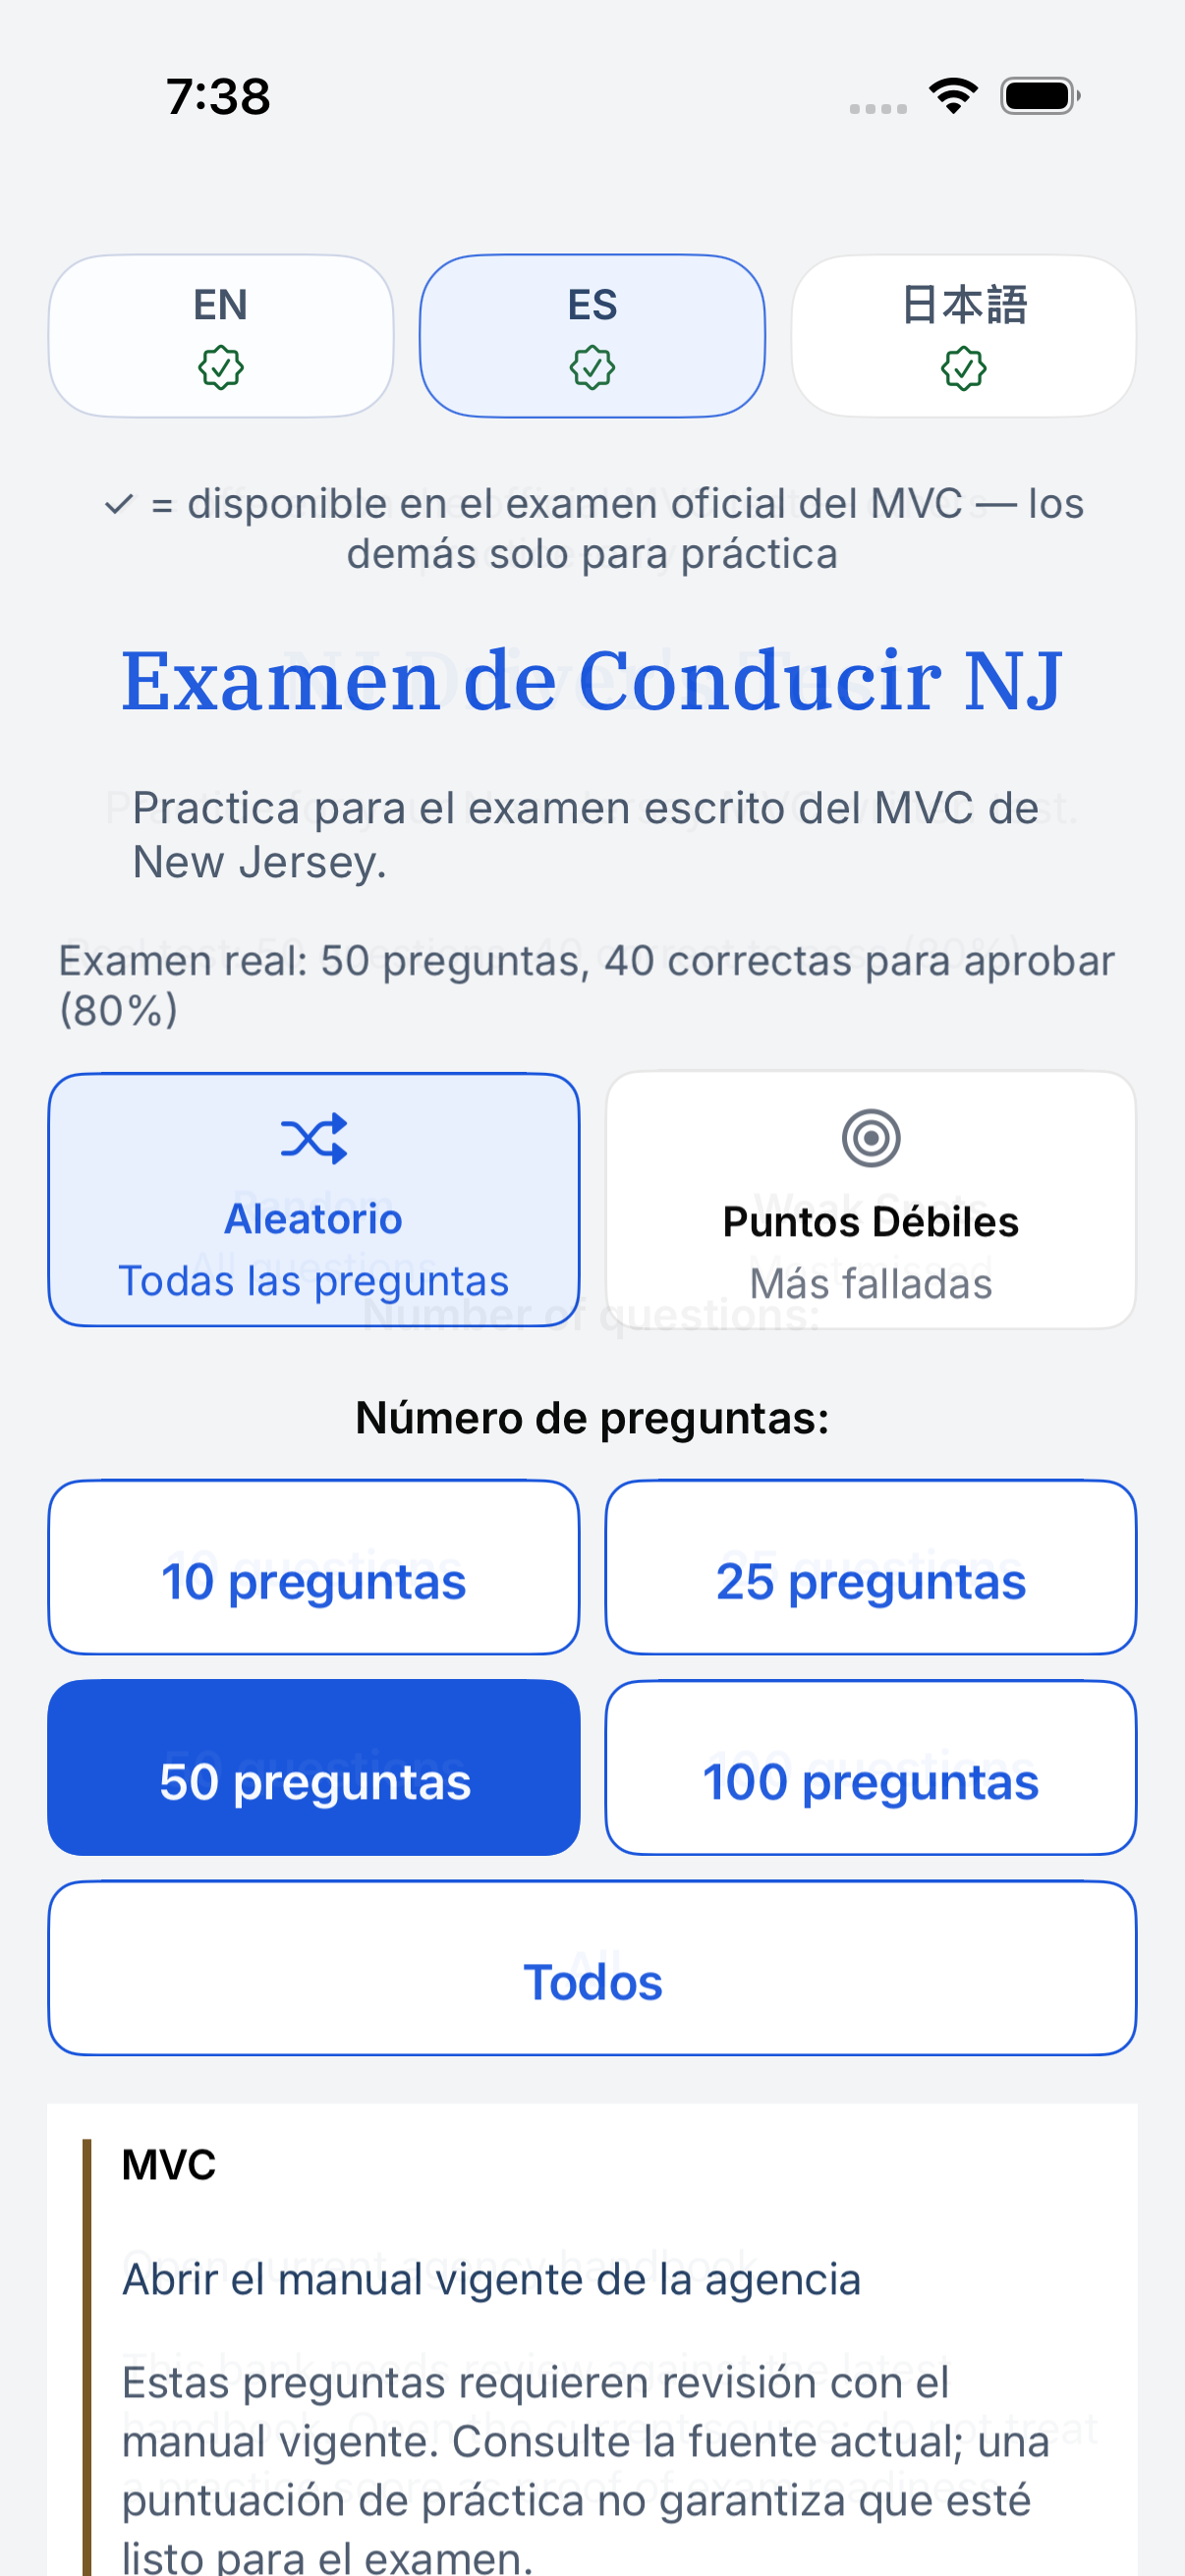 7:38
EN
ES
日本語
✓ = disponible en el examen oficial del MVC — los
demás solo para práctica
Examen de Conducir NJ
Practica para el examen escrito del MVC de
New Jersey.
Examen real: 50 preguntas, 40 correctas para aprobar
(80%)
Aleatorio
Todas las preguntas
Puntos Débiles
Más falladas
Number of questions:
Número de preguntas:
10 preguntas
25 preguntas
50 preguntas
100 preguntas
Todos
MVC
Abrir el manual vigente de la agencia
Estas preguntas requieren revisión con el
manual vigente. Consulte la fuente actual; una
puntuación de práctica no garantiza que esté
listo para el examen.